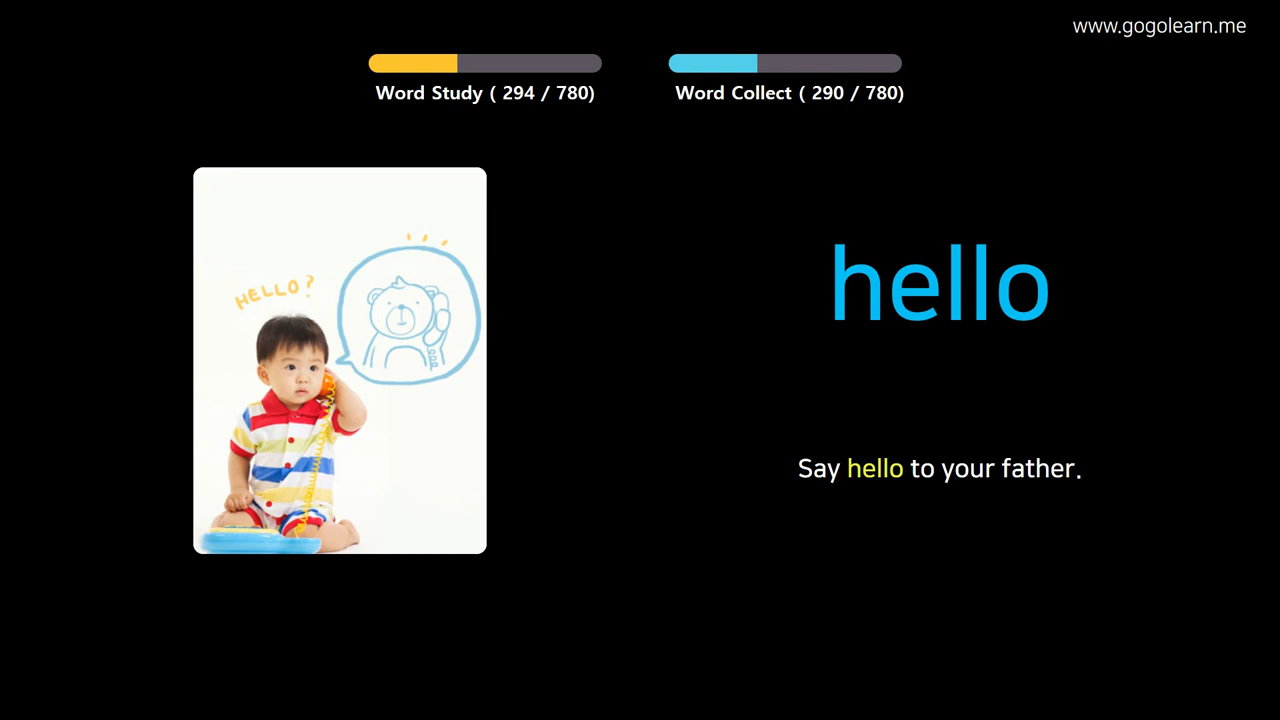 www.gogolearn.me
Word Study ( 294 / 780)
Word Collect ( 290 / 780)
HELLO?
hello
Say hello to your father.